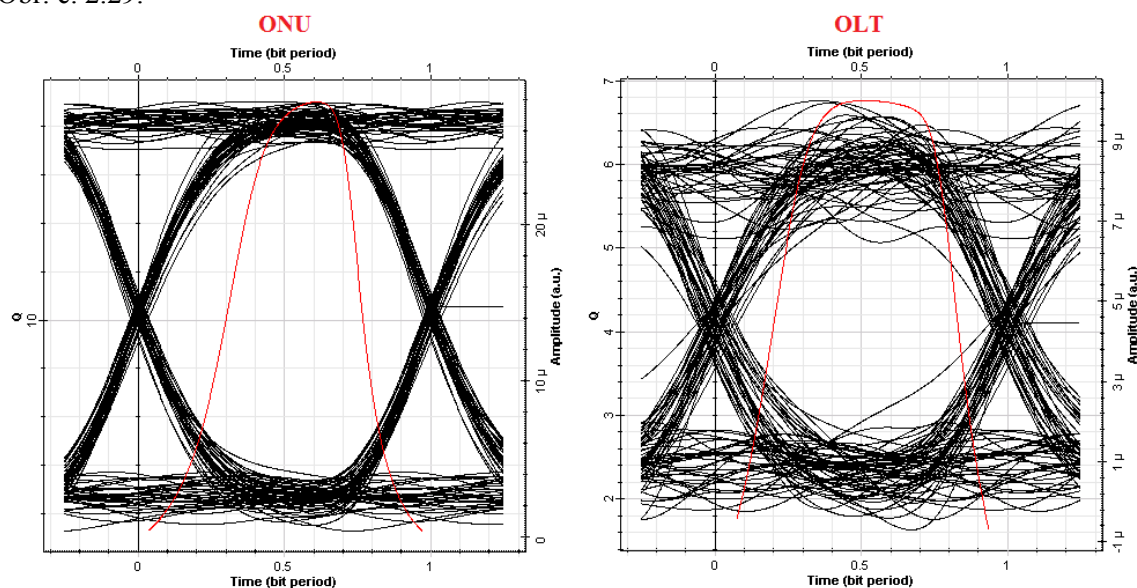 Obr. č. 2.29.
ONU
Time (bit period)
0 0.5 1
Q
10
20 µ
10 µ
0
Amplitude (a.u.)
0 0.5 1
Time (bit period)
OLT
Time (bit period)
0 0.5 1
Q
7
6
5
4
3
2
9 µ
7 µ
5 µ
3 µ
1 µ
-1 µ
Amplitude (a.u.)
0 0.5 1
Time (bit period)